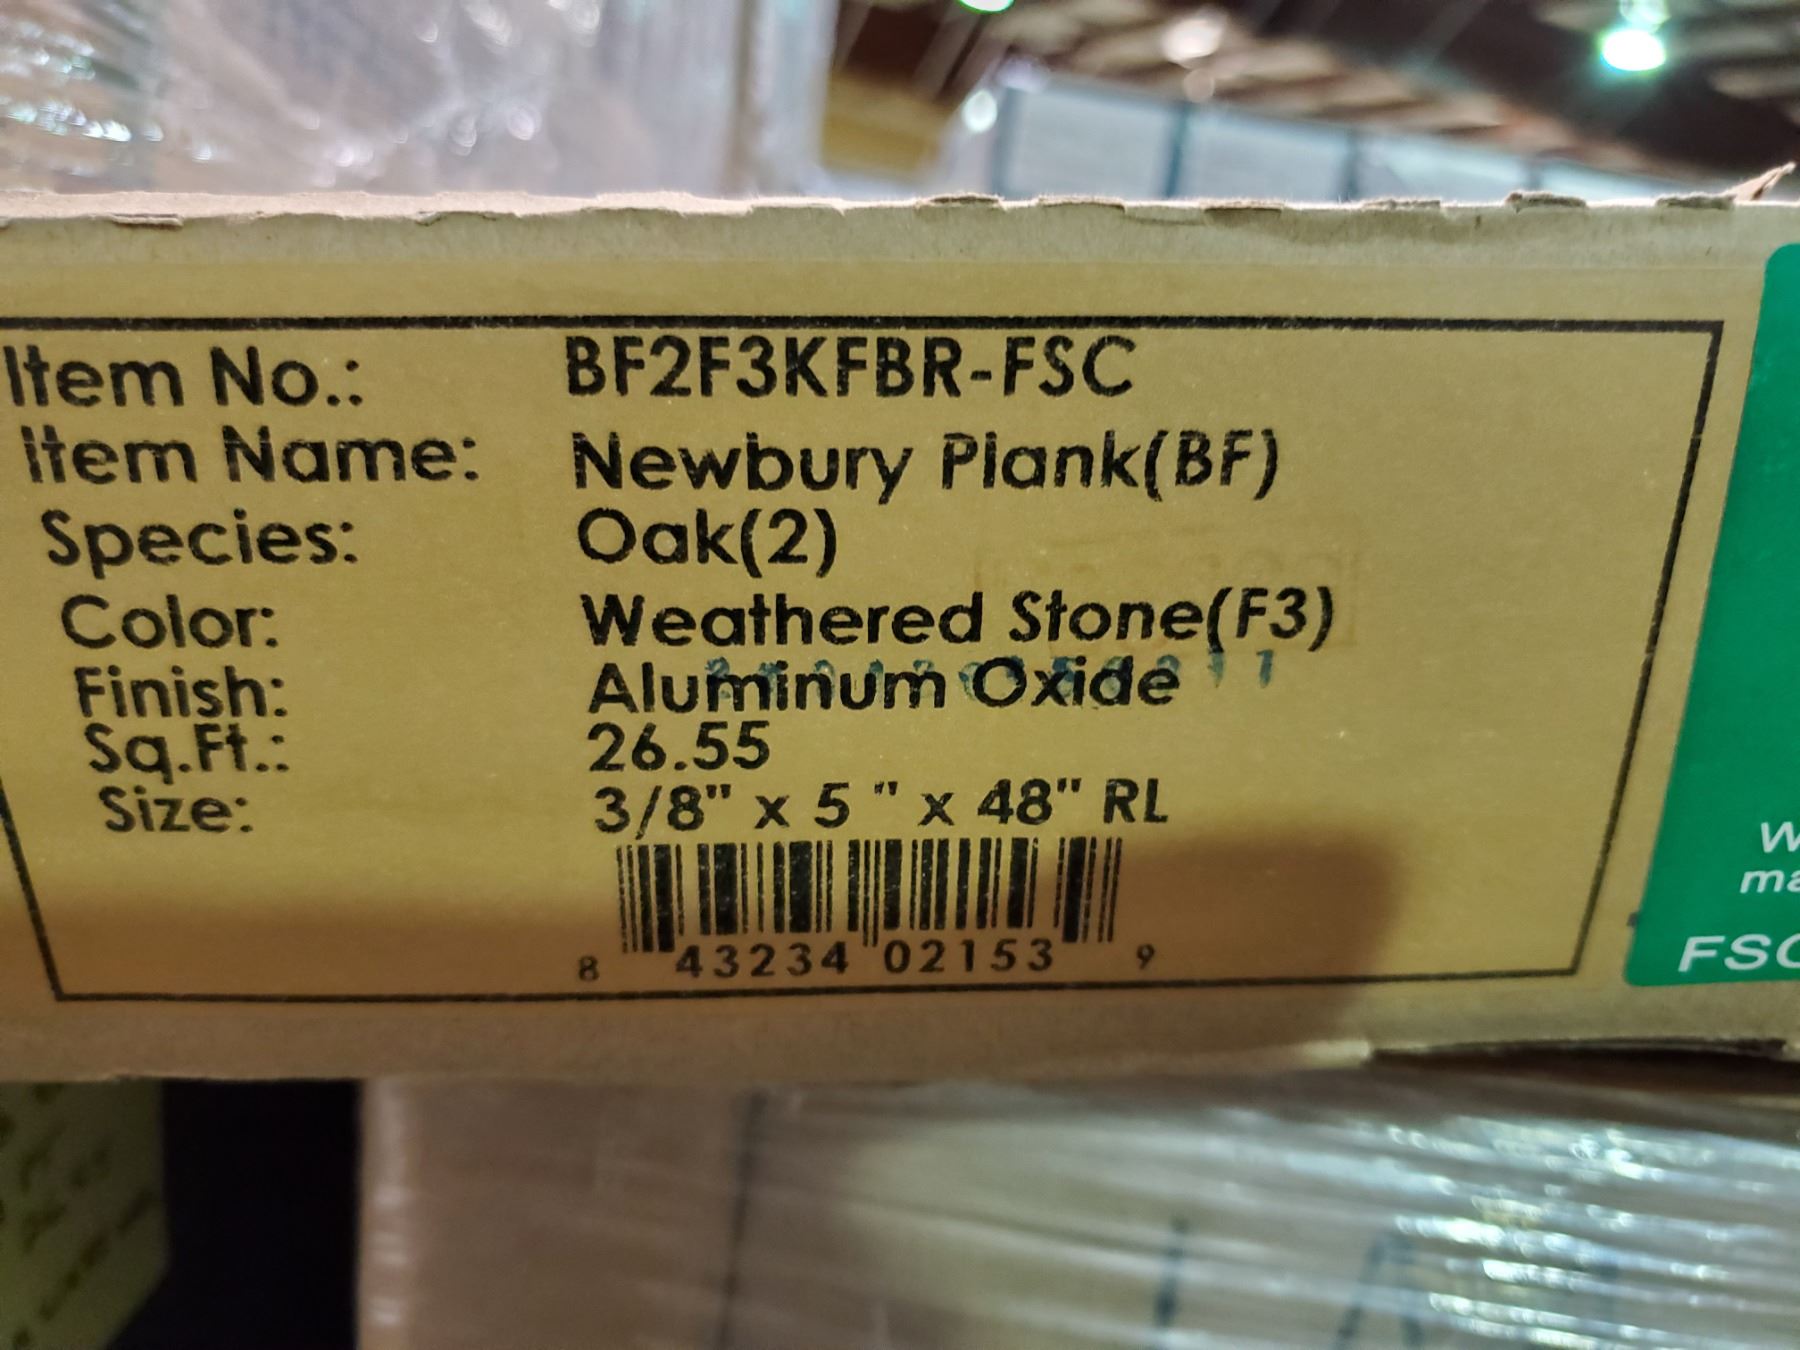 Item No.: BF2F3KFBR-FSC
Item Name: Newbury Plank(BF)
Species: Oak(2)
Color: Weathered Stone(F3)
Finish: Aluminum Oxide
Sq.Ft.: 26.55
Size: 3/8" x 5 " x 48" RL
8 43234 02153 9
FSC